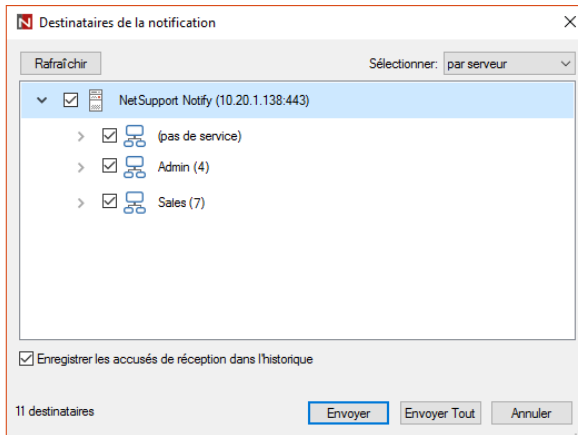 Destinataires de la notification
Rafraîchir Sélectionner: par serveur
NetSupport Notify (10.20.1.138:443)
(pas de service)
Admin (4)
Sales (7)
Enregistrer les accusés de réception dans l'historique
11 destinataires Envoyer Envoyer Tout Annuler